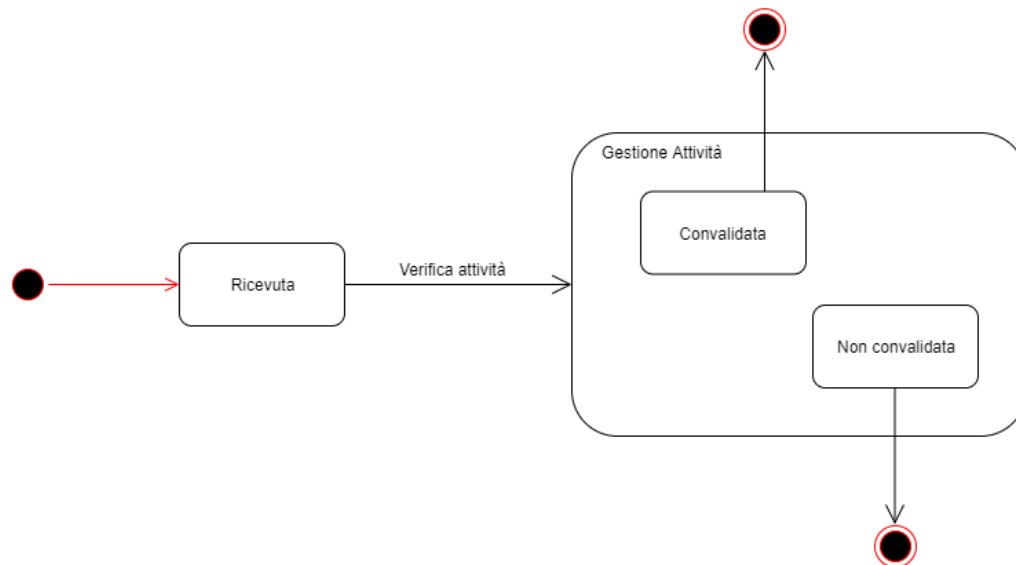 Gestione Attività
Convalidata
Verifica attività
Ricevuta
Non convalidata